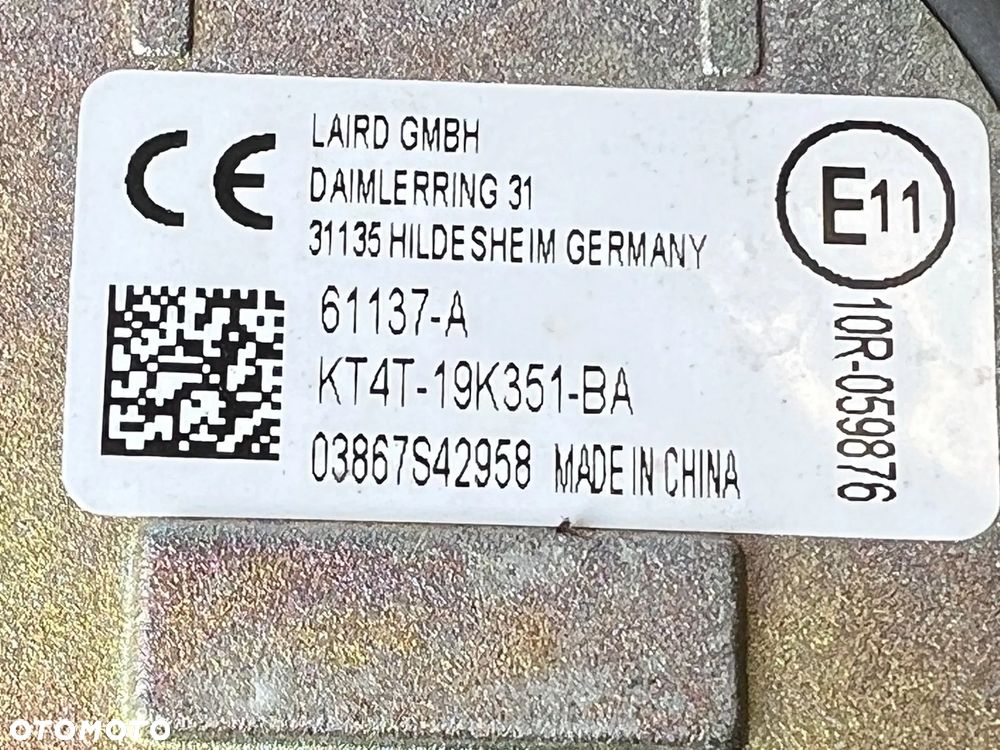 CE
LAIRD GMBH
DAIMLERRING 31
31135 HILDESHEIM GERMANY
E11
10R-059876
61137-A
KT4T-19K351-BA
03867S42958 MADE IN CHINA
OTOMOTO